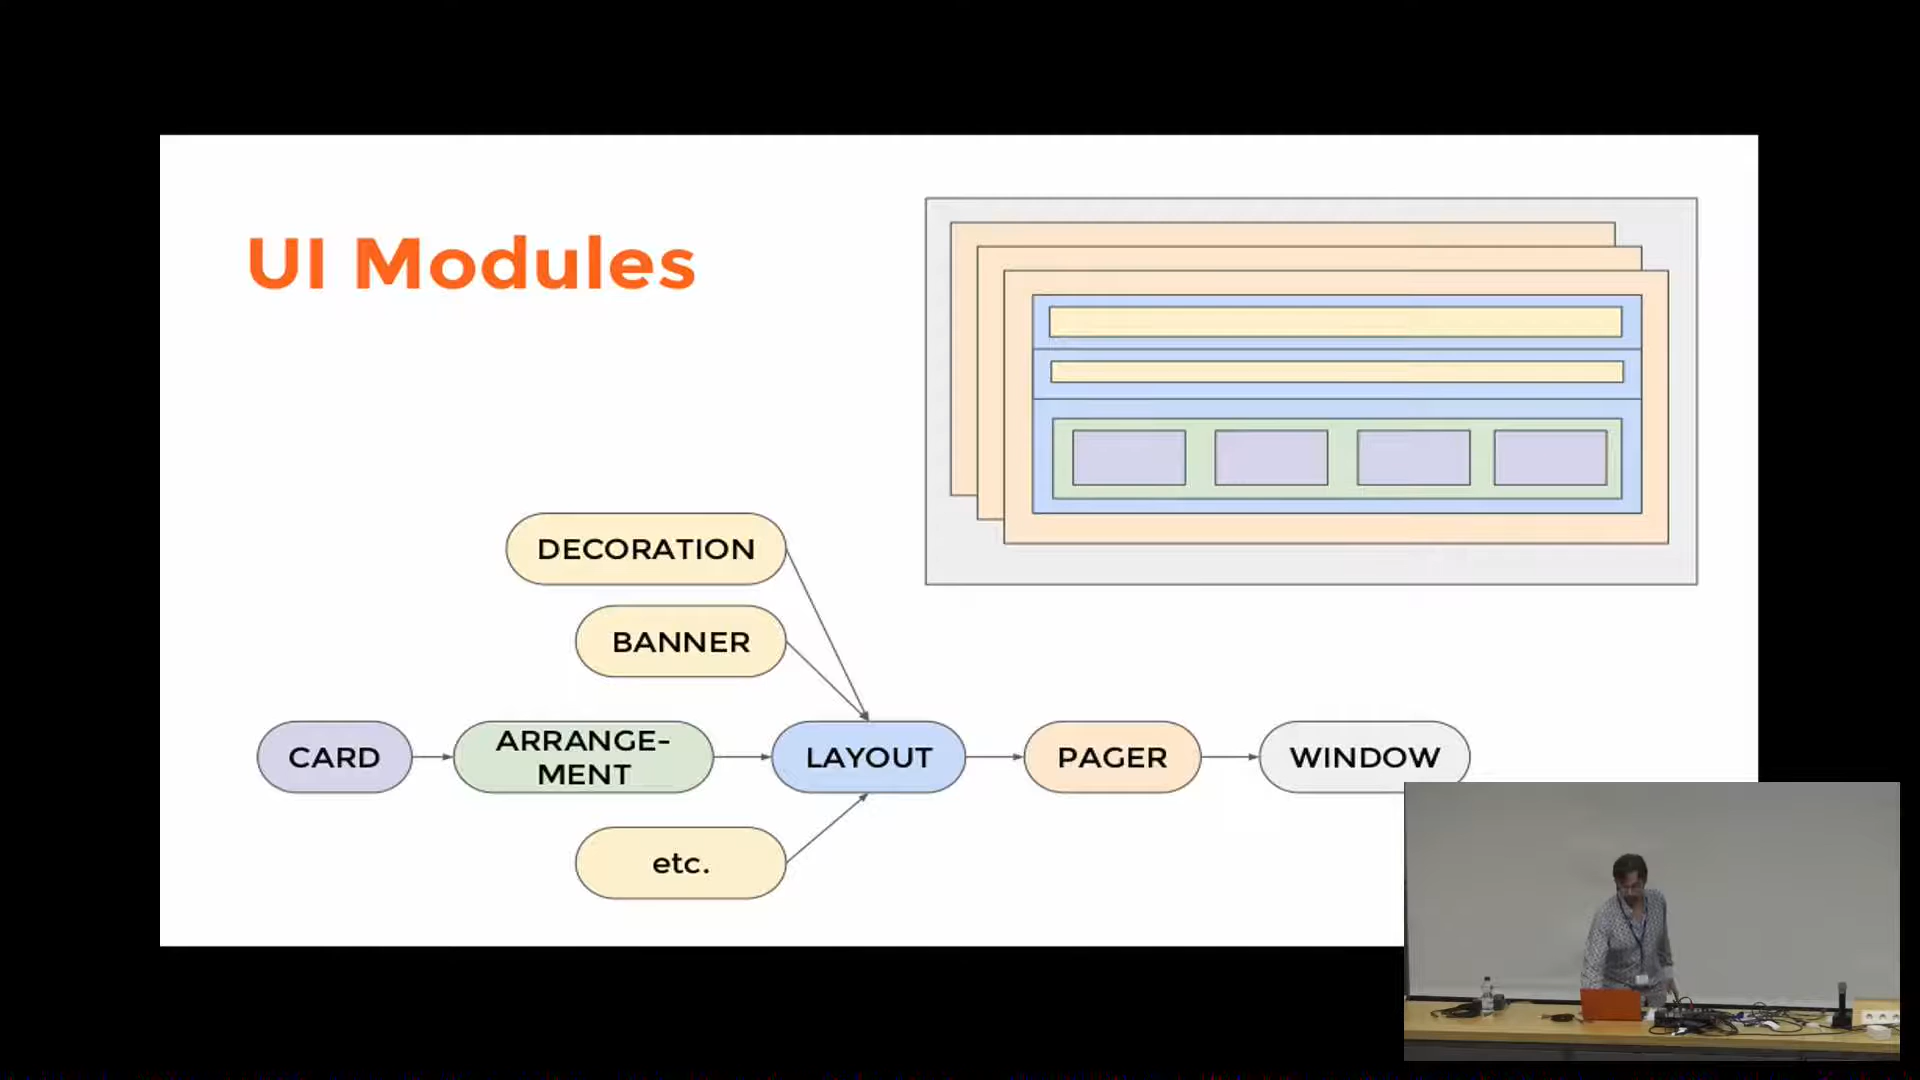 UI Modules
DECORATION
BANNER
CARD
ARRANGE-
MENT
LAYOUT
PAGER
WINDOW
etc.